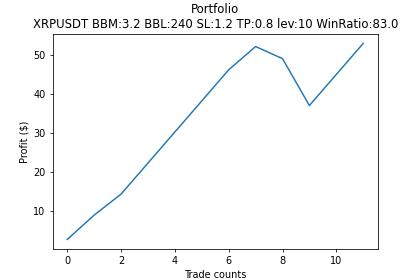 Portfolio
XRPUSDT BBM:3.2 BBL:240 SL:1.2 TP:0.8 lev:10 WinRatio:83.0
50
40
30
20
10
Profit ($)
0 2 4 6 8 10
Trade counts